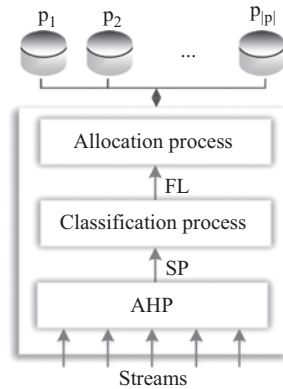 p1 p2 ... p|p|
Allocation process
FL
Classification process
SP
AHP
Streams